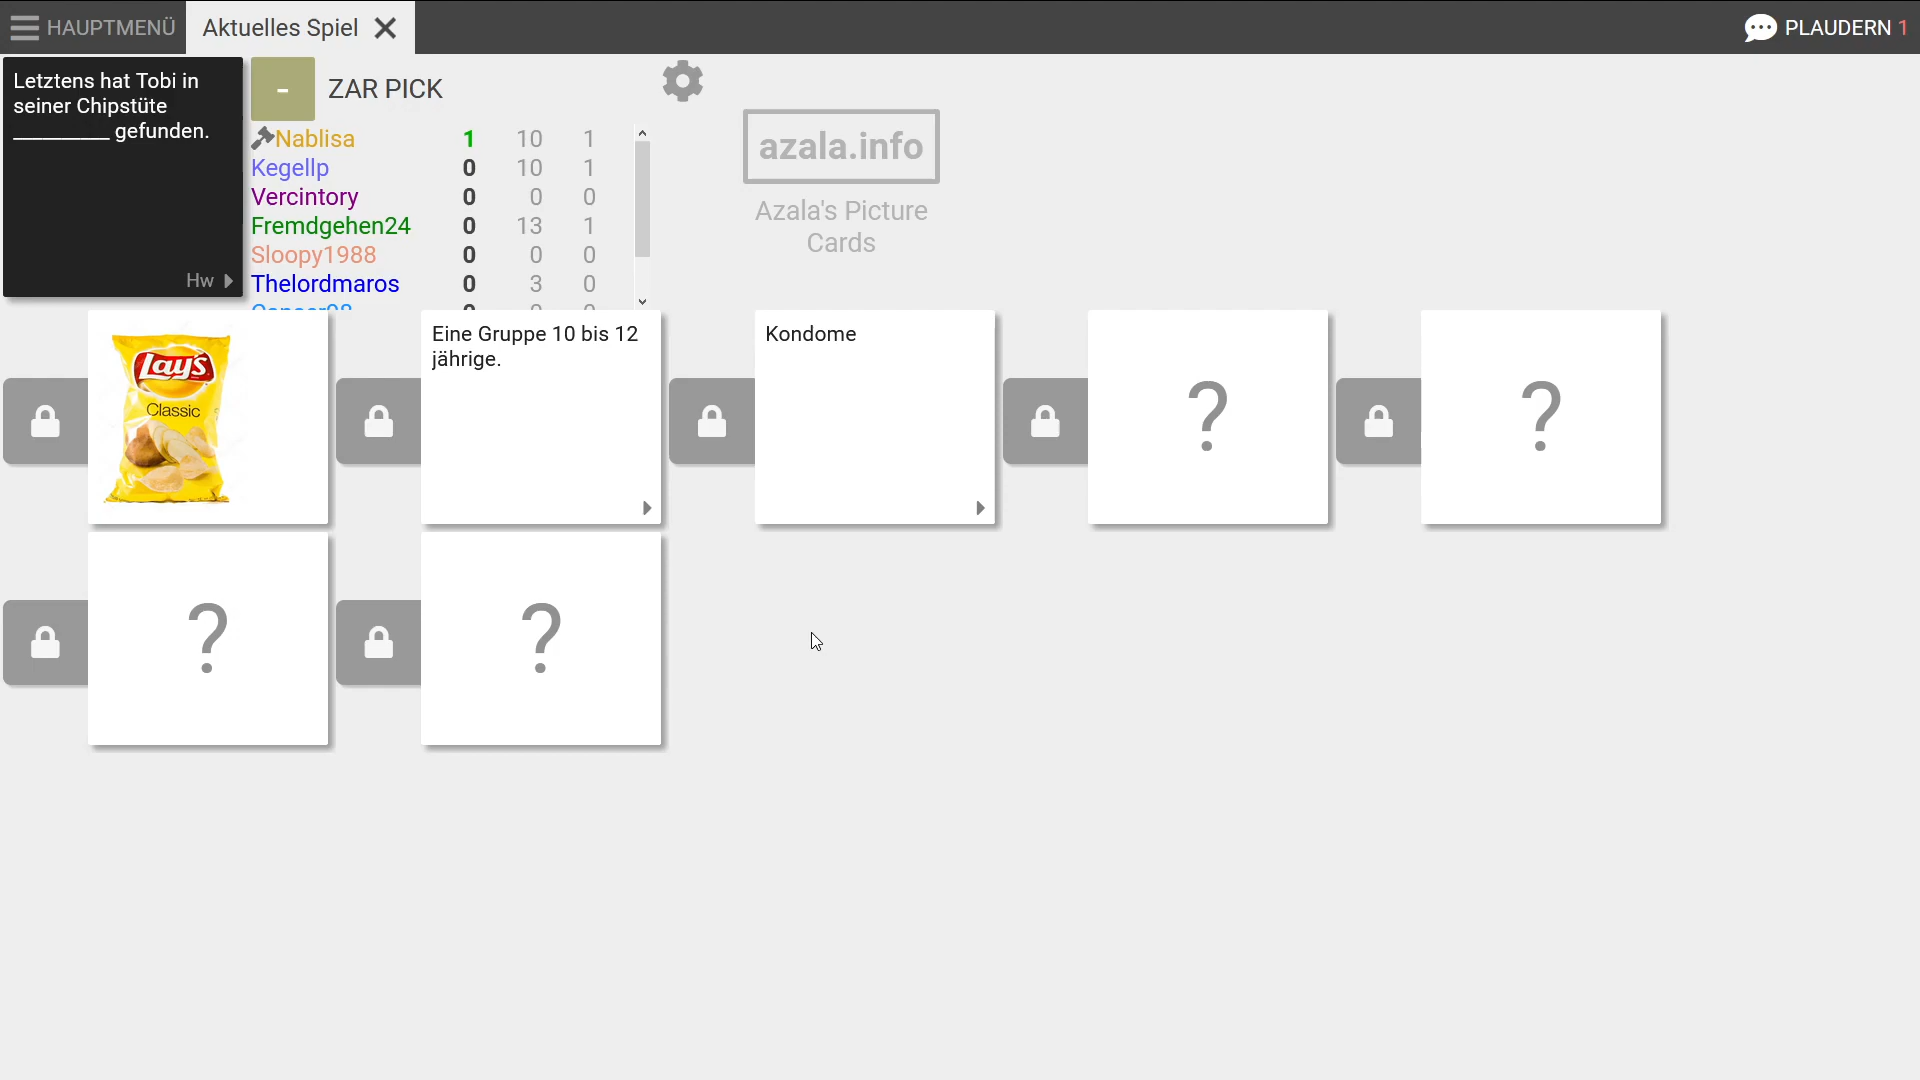 HAUPTMENÜ
Aktuelles Spiel
PLAUDERN 1
Letztens hat Tobi in
seiner Chipstüte
________ gefunden.
Hw
-
ZAR PICK
Nablisa 1 10 1
Kegellp 0 10 1
Vercintory 0 0 0
Fremdgehen24 0 13 1
Sloopy1988 0 0 0
Thelordmaros 0 3 0
azala.info
Azala's Picture
Cards
Lay's
Classic
Eine Gruppe 10 bis 12
jährige.
Kondome
?
?
?
?